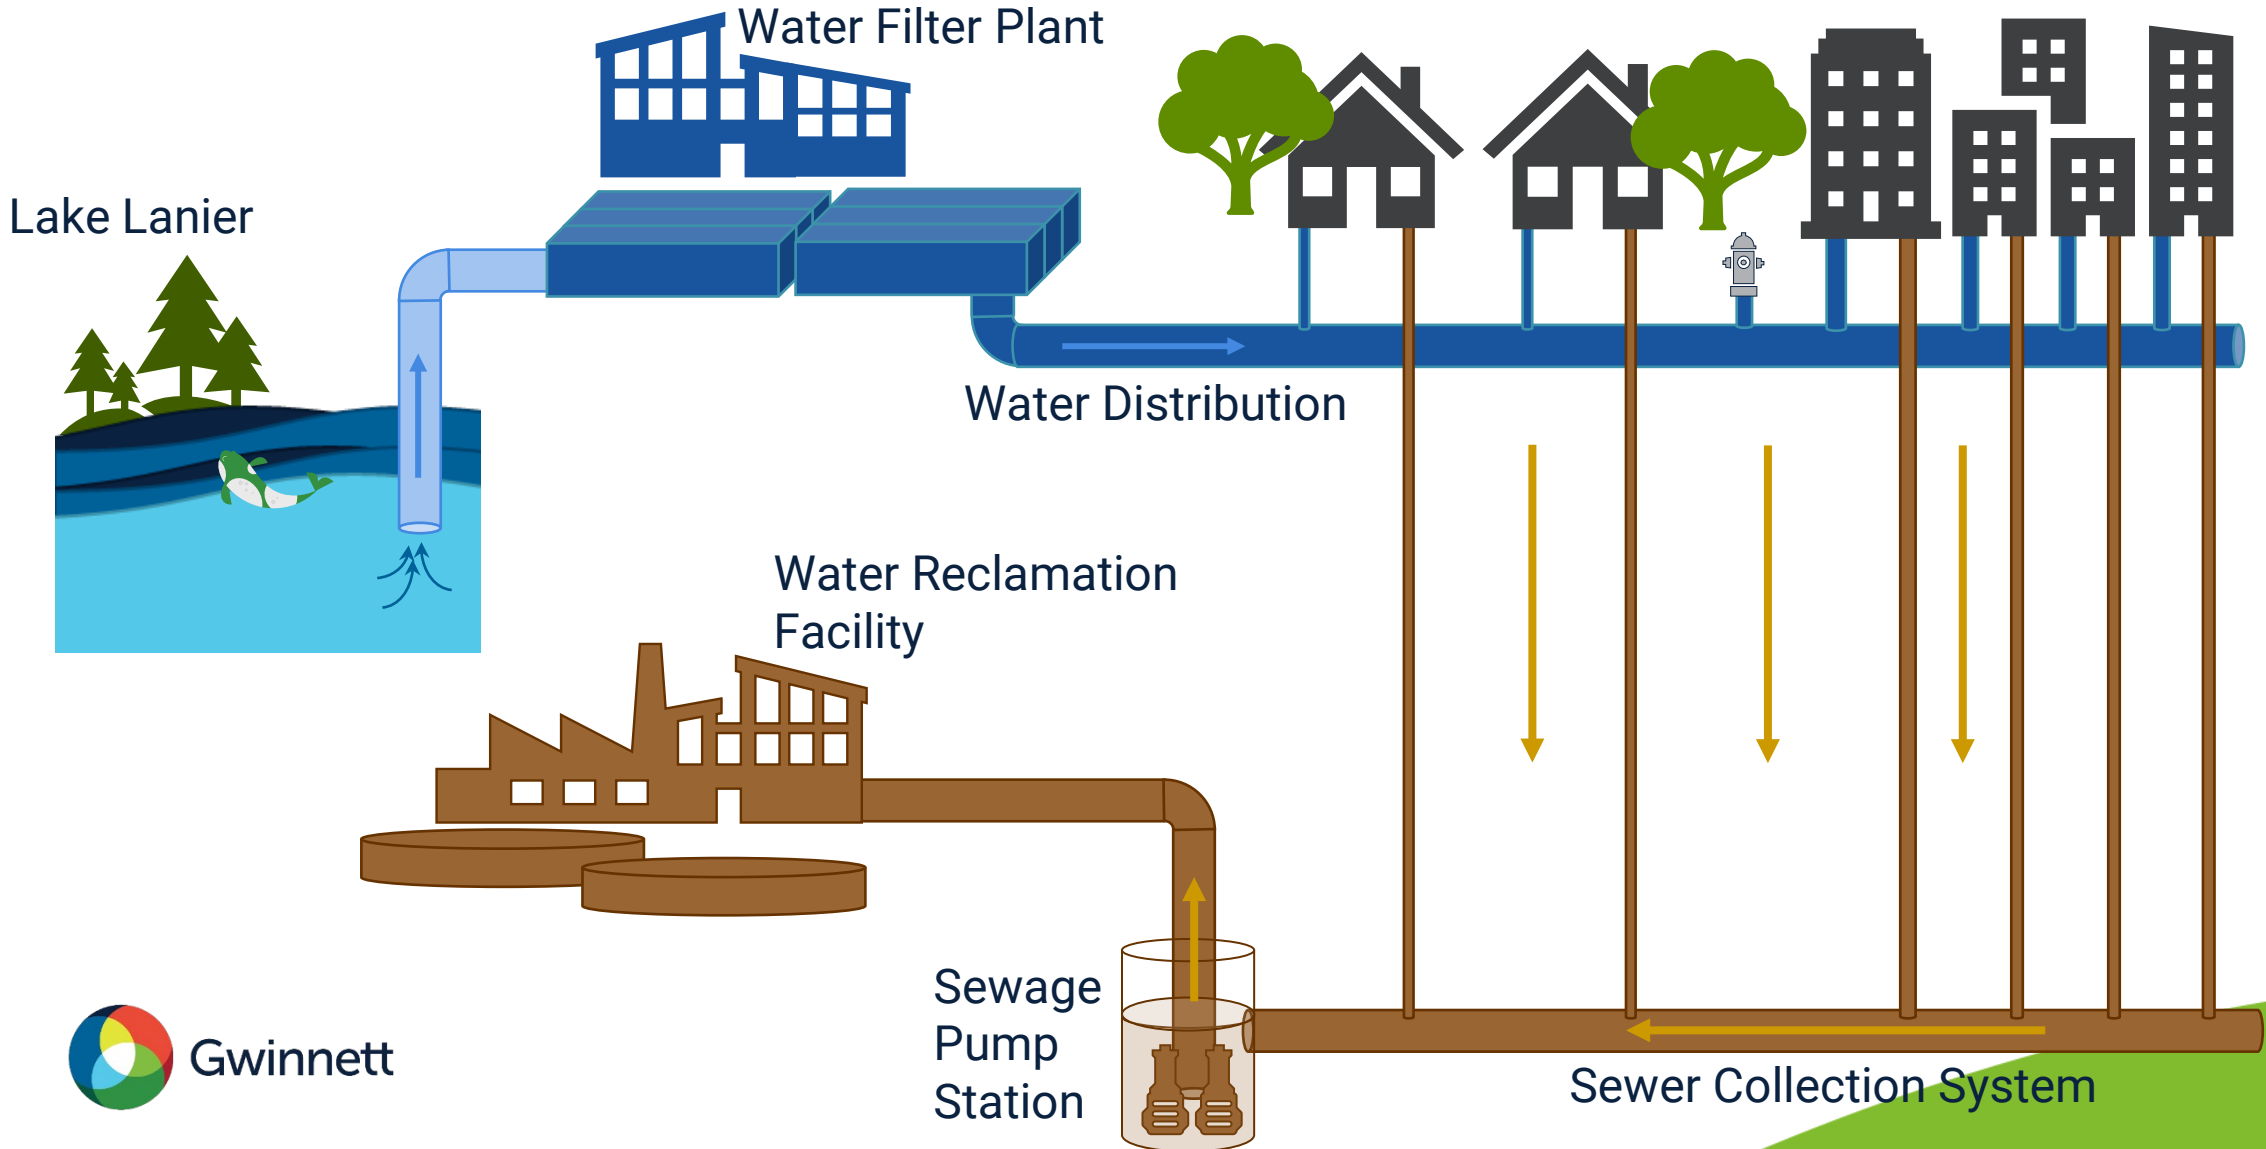 Water Filter Plant
Lake Lanier
Water Distribution
Water Reclamation
Facility
Sewage
Pump
Station
Sewer Collection System
Gwinnett